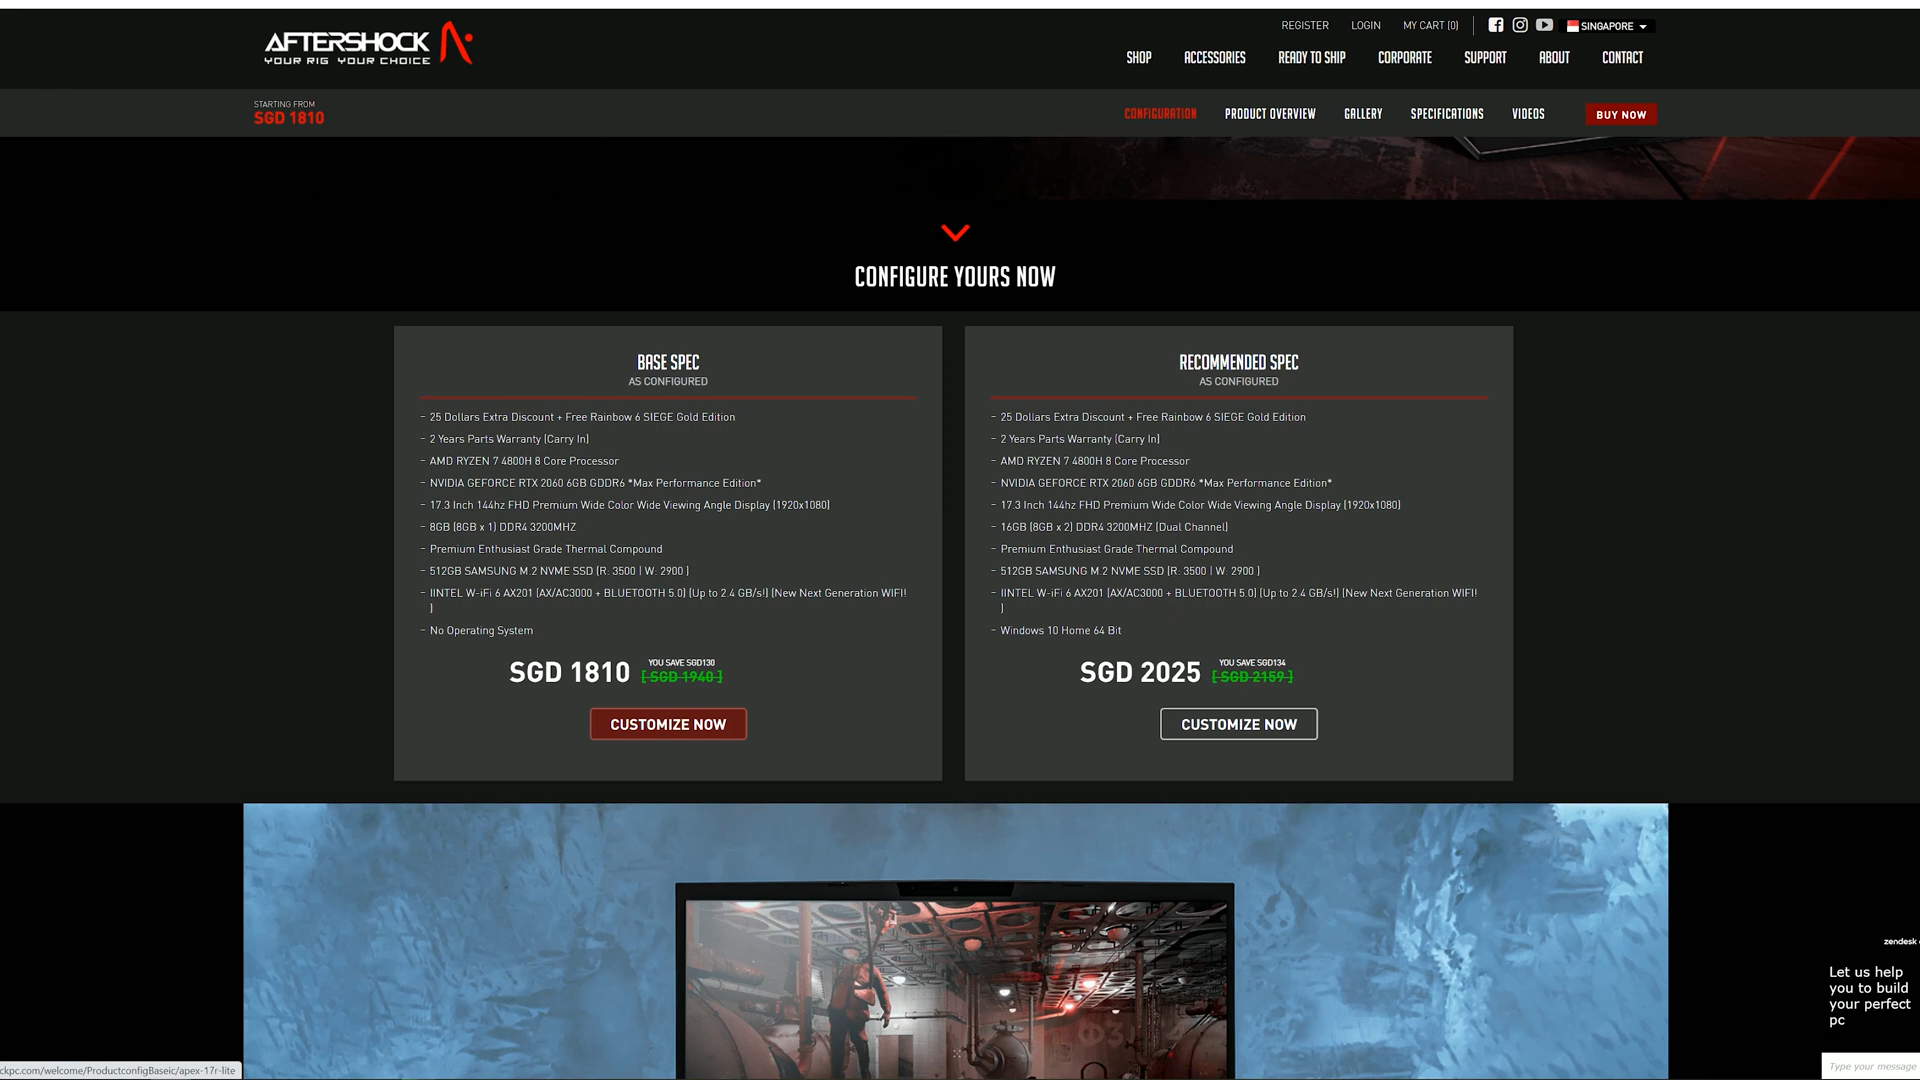 AFTERSHOCK
YOUR RIG YOUR CHOICE
REGISTER LOGIN MY CART (0) SINGAPORE
SHOP ACCESSORIES READY TO SHIP CORPORATE SUPPORT ABOUT CONTACT
STARTING FROM
SGD 1810
CONFIGURATION PRODUCT OVERVIEW GALLERY SPECIFICATIONS VIDEOS BUY NOW
CONFIGURE YOURS NOW
BASE SPEC
AS CONFIGURED
- 25 Dollars Extra Discount + Free Rainbow 6 SIEGE Gold Edition
- 2 Years Parts Warranty (Carry In)
- AMD RYZEN 7 4800H 8 Core Processor
- NVIDIA GEFORCE RTX 2060 6GB GDDR6 *Max Performance Edition*
- 17.3 Inch 144hz FHD Premium Wide Color Wide Viewing Angle Display (1920x1080)
- 8GB (8GB x 1) DDR4 3200MHZ
- Premium Enthusiast Grade Thermal Compound
- 512GB SAMSUNG M.2 NVME SSD (R: 3500 | W: 2900 )
- IINTEL W-iFi 6 AX201 (AX/AC3000 + BLUETOOTH 5.0) (Up to 2.4 GB/s!) (New Next Generation WIFI!
)
- No Operating System
SGD 1810 YOU SAVE SGD130
[ SGD 1940 ]
CUSTOMIZE NOW
RECOMMENDED SPEC
AS CONFIGURED
- 25 Dollars Extra Discount + Free Rainbow 6 SIEGE Gold Edition
- 2 Years Parts Warranty (Carry In)
- AMD RYZEN 7 4800H 8 Core Processor
- NVIDIA GEFORCE RTX 2060 6GB GDDR6 *Max Performance Edition*
- 17.3 Inch 144hz FHD Premium Wide Color Wide Viewing Angle Display (1920x1080)
- 16GB (8GB x 2) DDR4 3200MHZ (Dual Channel)
- Premium Enthusiast Grade Thermal Compound
- 512GB SAMSUNG M.2 NVME SSD (R: 3500 | W: 2900 )
- IINTEL W-iFi 6 AX201 (AX/AC3000 + BLUETOOTH 5.0) (Up to 2.4 GB/s!) (New Next Generation WIFI!
)
- Windows 10 Home 64 Bit
SGD 2025 YOU SAVE SGD134
[ SGD 2159 ]
CUSTOMIZE NOW
zendesk
Let us help
you to build
your perfect
pc
Type your message
ckpc.com/welcome/ProductconfigBaseic/apex-17r-lite